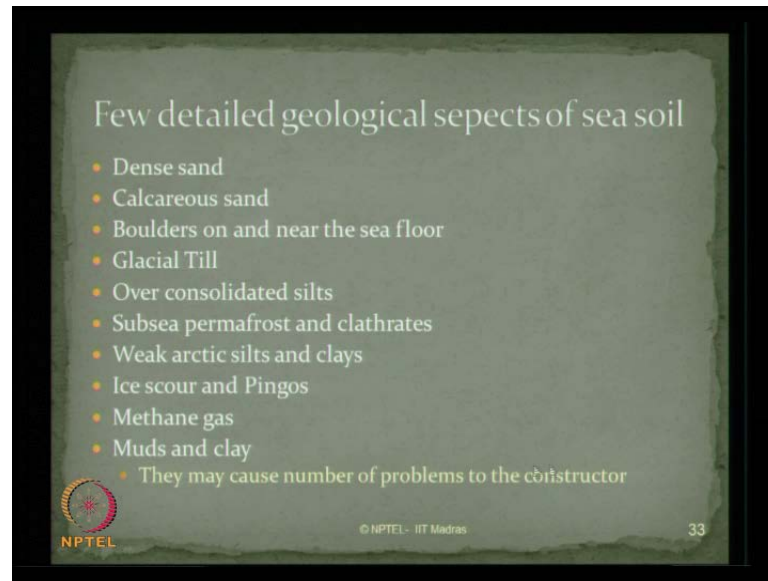 Few detailed geological sepects of sea soil
Dense sand
Calcareous sand
Boulders on and near the sea floor
Glacial Till
Over consolidated silts
Subsea permafrost and clathrates
Weak arctic silts and clays
Ice scour and Pingos
Methane gas
Muds and clay
They may cause number of problems to the constructor
NPTEL
© NPTEL- IIT Madras
33